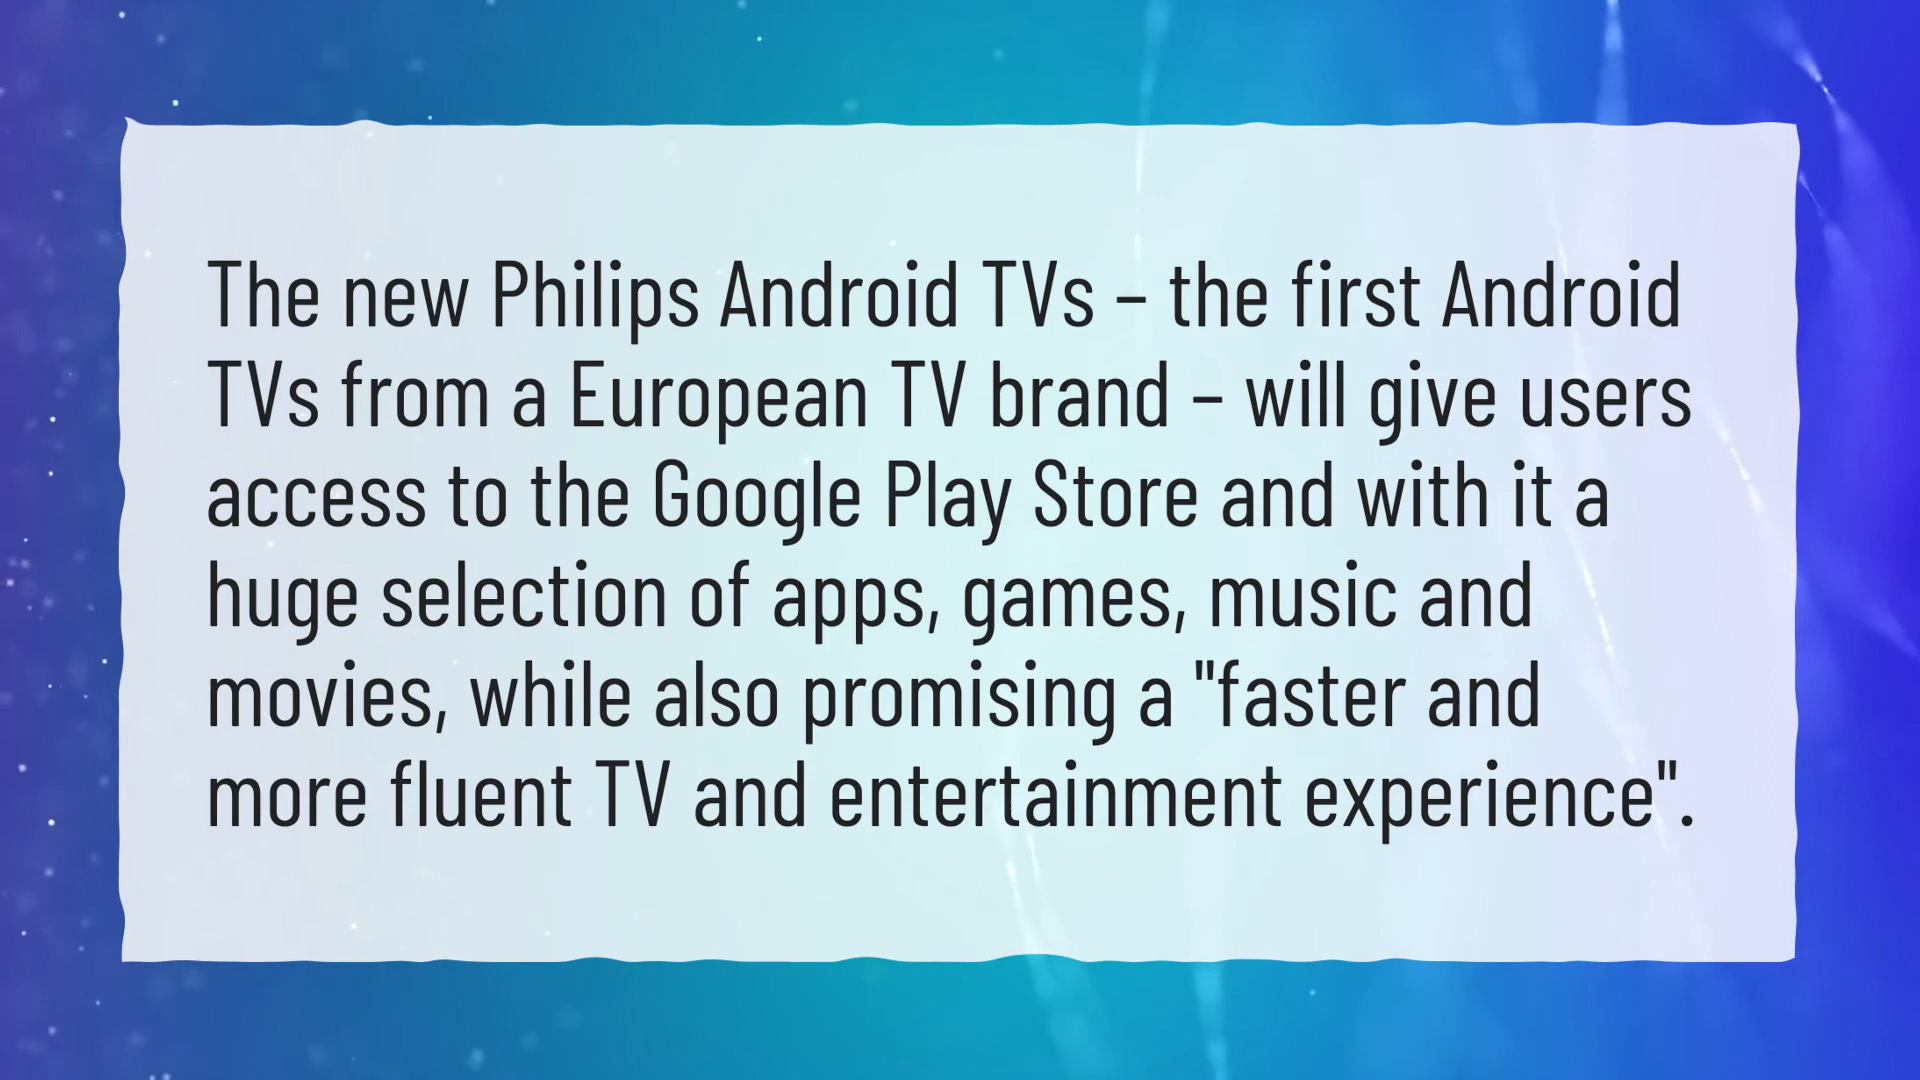 The new Philips Android TVs – the first Android
TVs from a European TV brand – will give users
access to the Google Play Store and with it a
huge selection of apps, games, music and
movies, while also promising a "faster and
more fluent TV and entertainment experience".